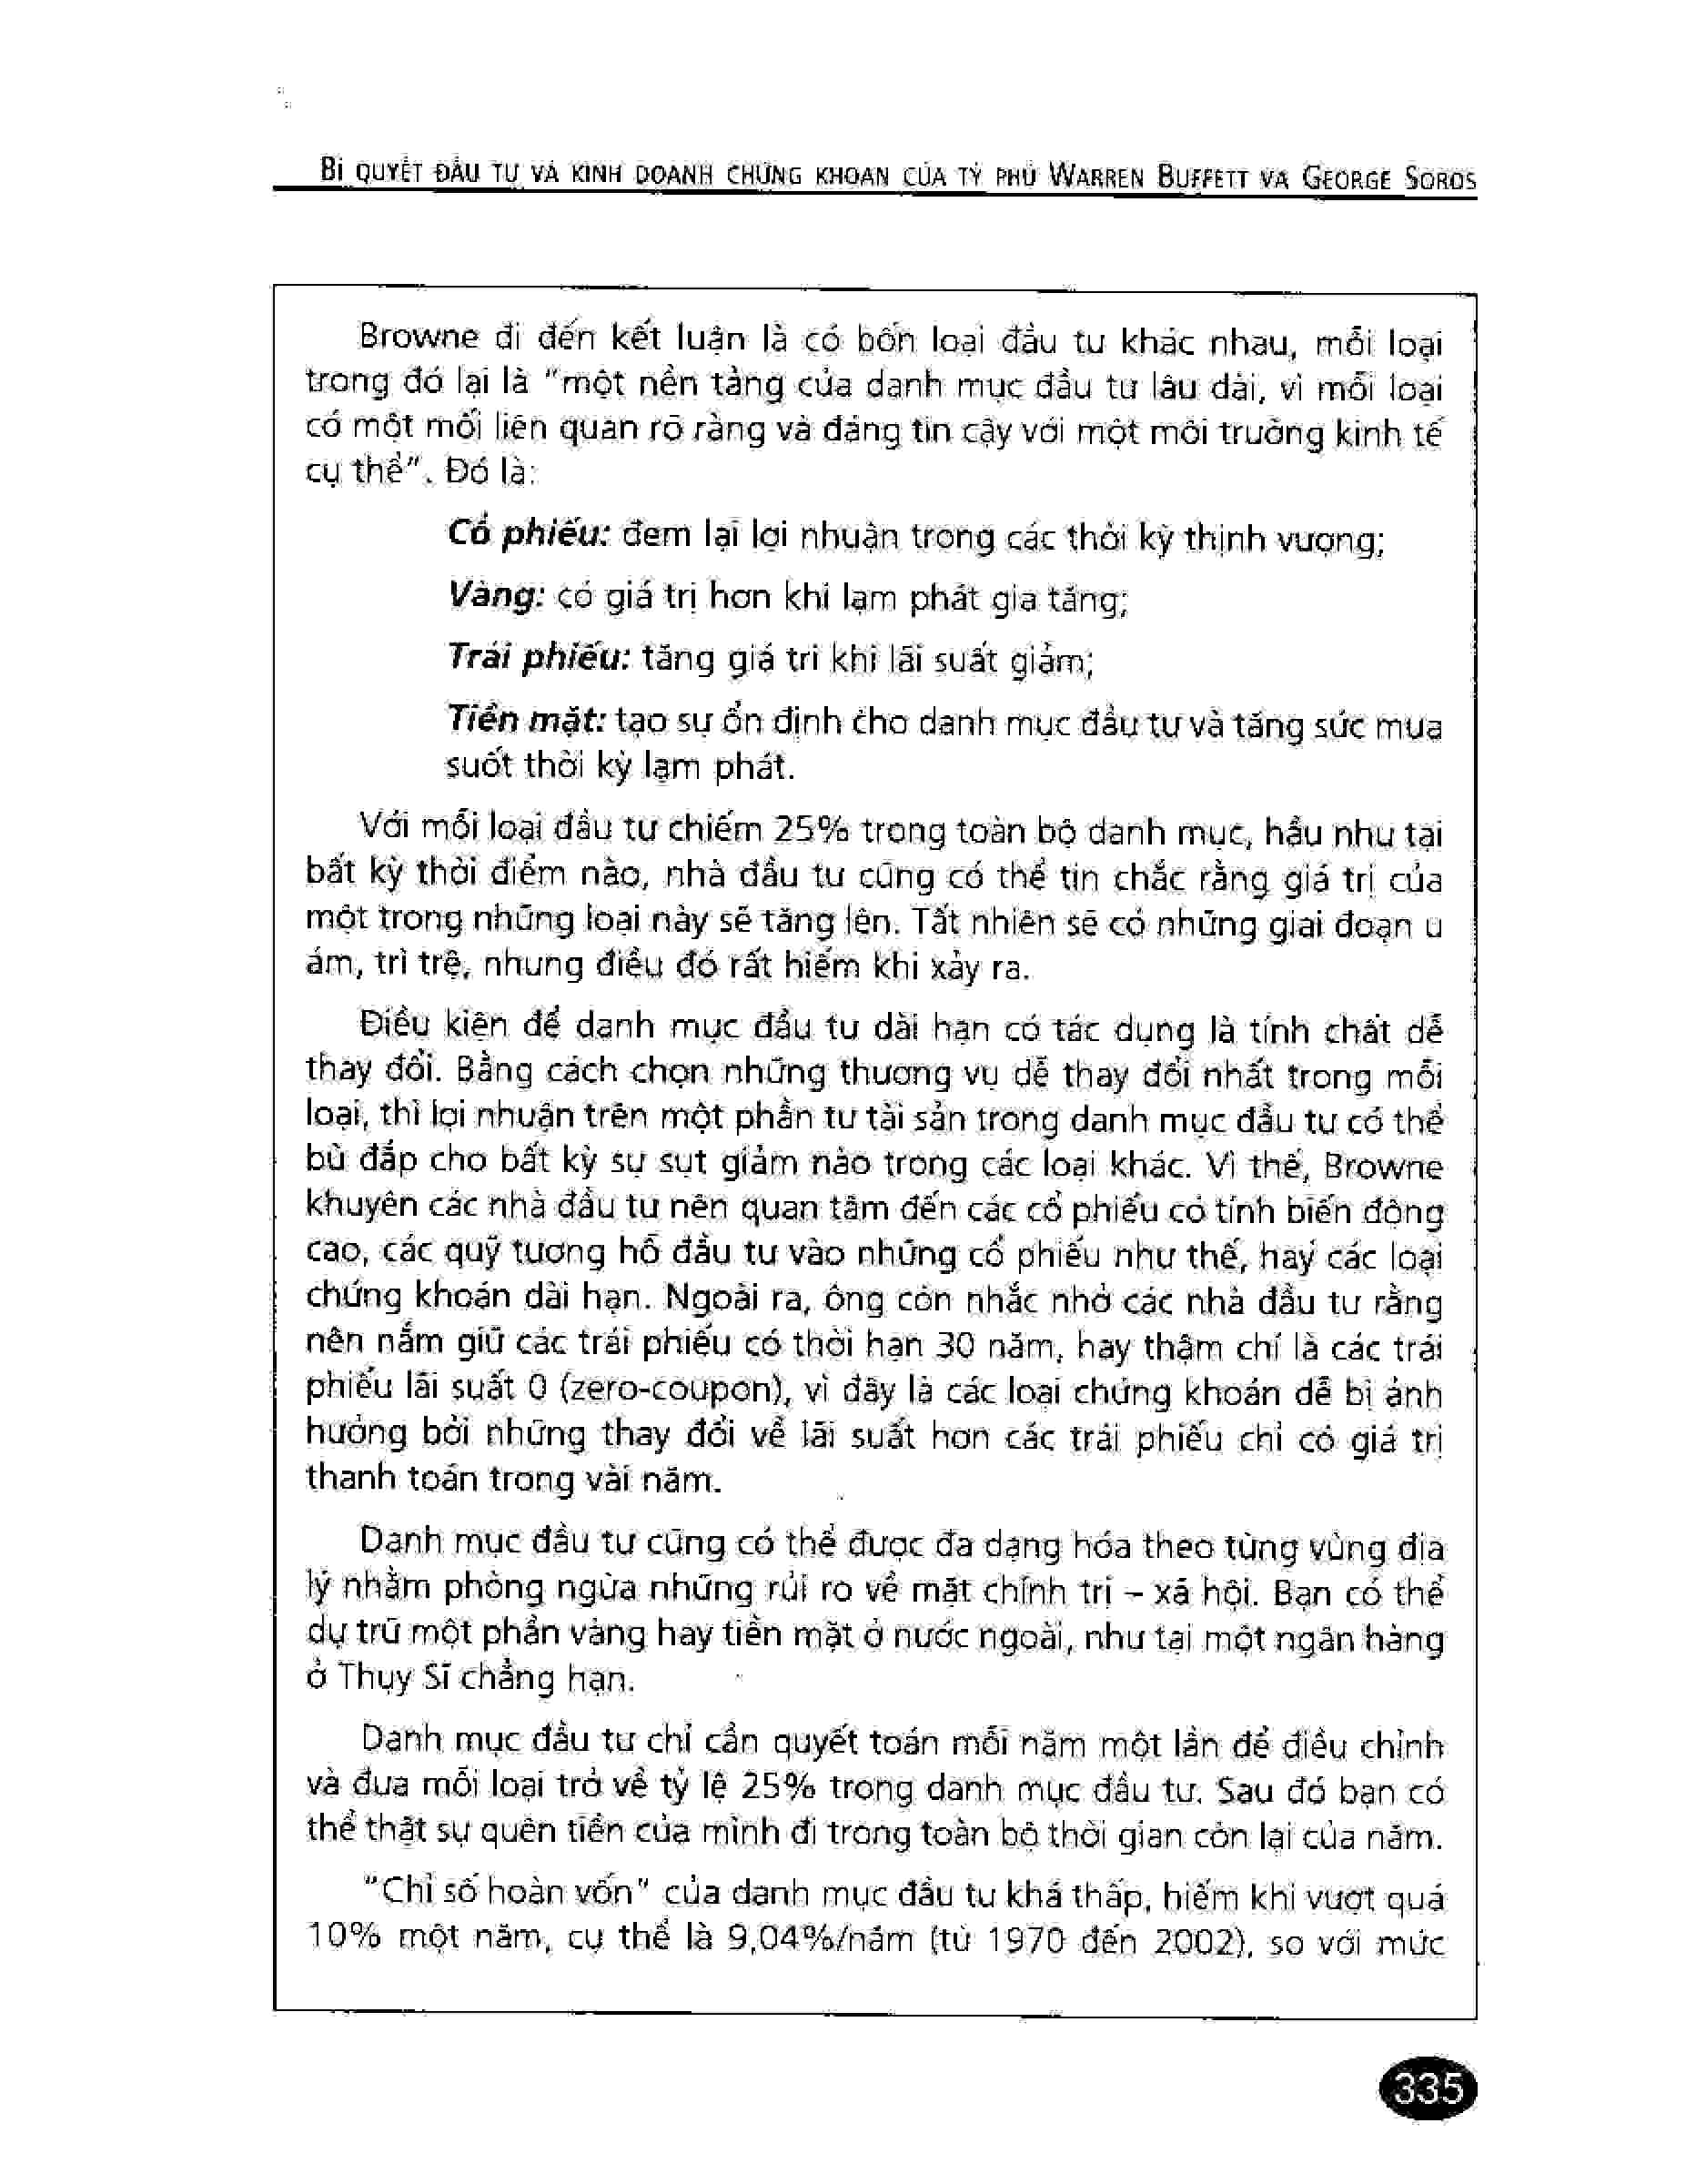 BÍ QUYẾT ĐẦU TƯ VÀ KINH DOANH CHỨNG KHOÁN CỦA TỶ PHÚ WARREN BUFFETT VÀ GEORGE SOROS
Browne đi đến kết luận là có bốn loại đầu tư khác nhau, mỗi loại
trong đó lại là "một nền tảng của danh mục đầu tư lâu dài, vì mỗi loại
có một mối liên quan rõ ràng và đáng tin cậy với một môi trường kinh tế
cụ thể". Đó là:
Cổ phiếu: đem lại lợi nhuận trong các thời kỳ thịnh vượng;
Vàng: có giá trị hơn khi lạm phát gia tăng;
Trái phiếu: tăng giá trị khi lãi suất giảm;
Tiền mặt: tạo sự ổn định cho danh mục đầu tư và tăng sức mua
suốt thời kỳ lạm phát.
Với mỗi loại đầu tư chiếm 25% trong toàn bộ danh mục, hầu như tại
bất kỳ thời điểm nào, nhà đầu tư cũng có thể tin chắc rằng giá trị của
một trong những loại này sẽ tăng lên. Tất nhiên sẽ có những giai đoạn u
ám, trì trệ, nhưng điều đó rất hiếm khi xảy ra.
Điều kiện để danh mục đầu tư dài hạn có tác dụng là tính chất dễ
thay đổi. Bằng cách chọn những thương vụ dễ thay đổi nhất trong mỗi
loại, thì lợi nhuận trên một phần tư tài sản trong danh mục đầu tư có thể
bù đắp cho bất kỳ sự sụt giảm nào trong các loại khác. Vì thế, Browne
khuyên các nhà đầu tư nên quan tâm đến các cổ phiếu có tính biến động
cao, các quỹ tương hỗ đầu tư vào những cổ phiếu như thế, hay các loại
chứng khoán dài hạn. Ngoài ra, ông còn nhắc nhở các nhà đầu tư rằng
nên nắm giữ các trái phiếu có thời hạn 30 năm, hay thậm chí là các trái
phiếu lãi suất 0 (zero-coupon), vì đây là các loại chứng khoán dễ bị ảnh
hưởng bởi những thay đổi về lãi suất hơn các trái phiếu chỉ có giá trị
thanh toán trong vài năm.
Danh mục đầu tư cũng có thể được đa dạng hóa theo từng vùng địa
lý nhằm phòng ngừa những rủi ro về mặt chính trị – xã hội. Bạn có thể
dự trữ một phần vàng hay tiền mặt ở nước ngoài, như tại một ngân hàng
ở Thụy Sĩ chẳng hạn.
Danh mục đầu tư chỉ cần quyết toán mỗi năm một lần để điều chỉnh
và đưa mỗi loại trở về tỷ lệ 25% trong danh mục đầu tư. Sau đó bạn có
thể thật sự quên tiền của mình đi trong toàn bộ thời gian còn lại của năm.
"Chỉ số hoàn vốn" của danh mục đầu tư khá thấp, hiếm khi vượt quá
10% một năm, cụ thể là 9,04%/năm (từ 1970 đến 2002), so với mức
335